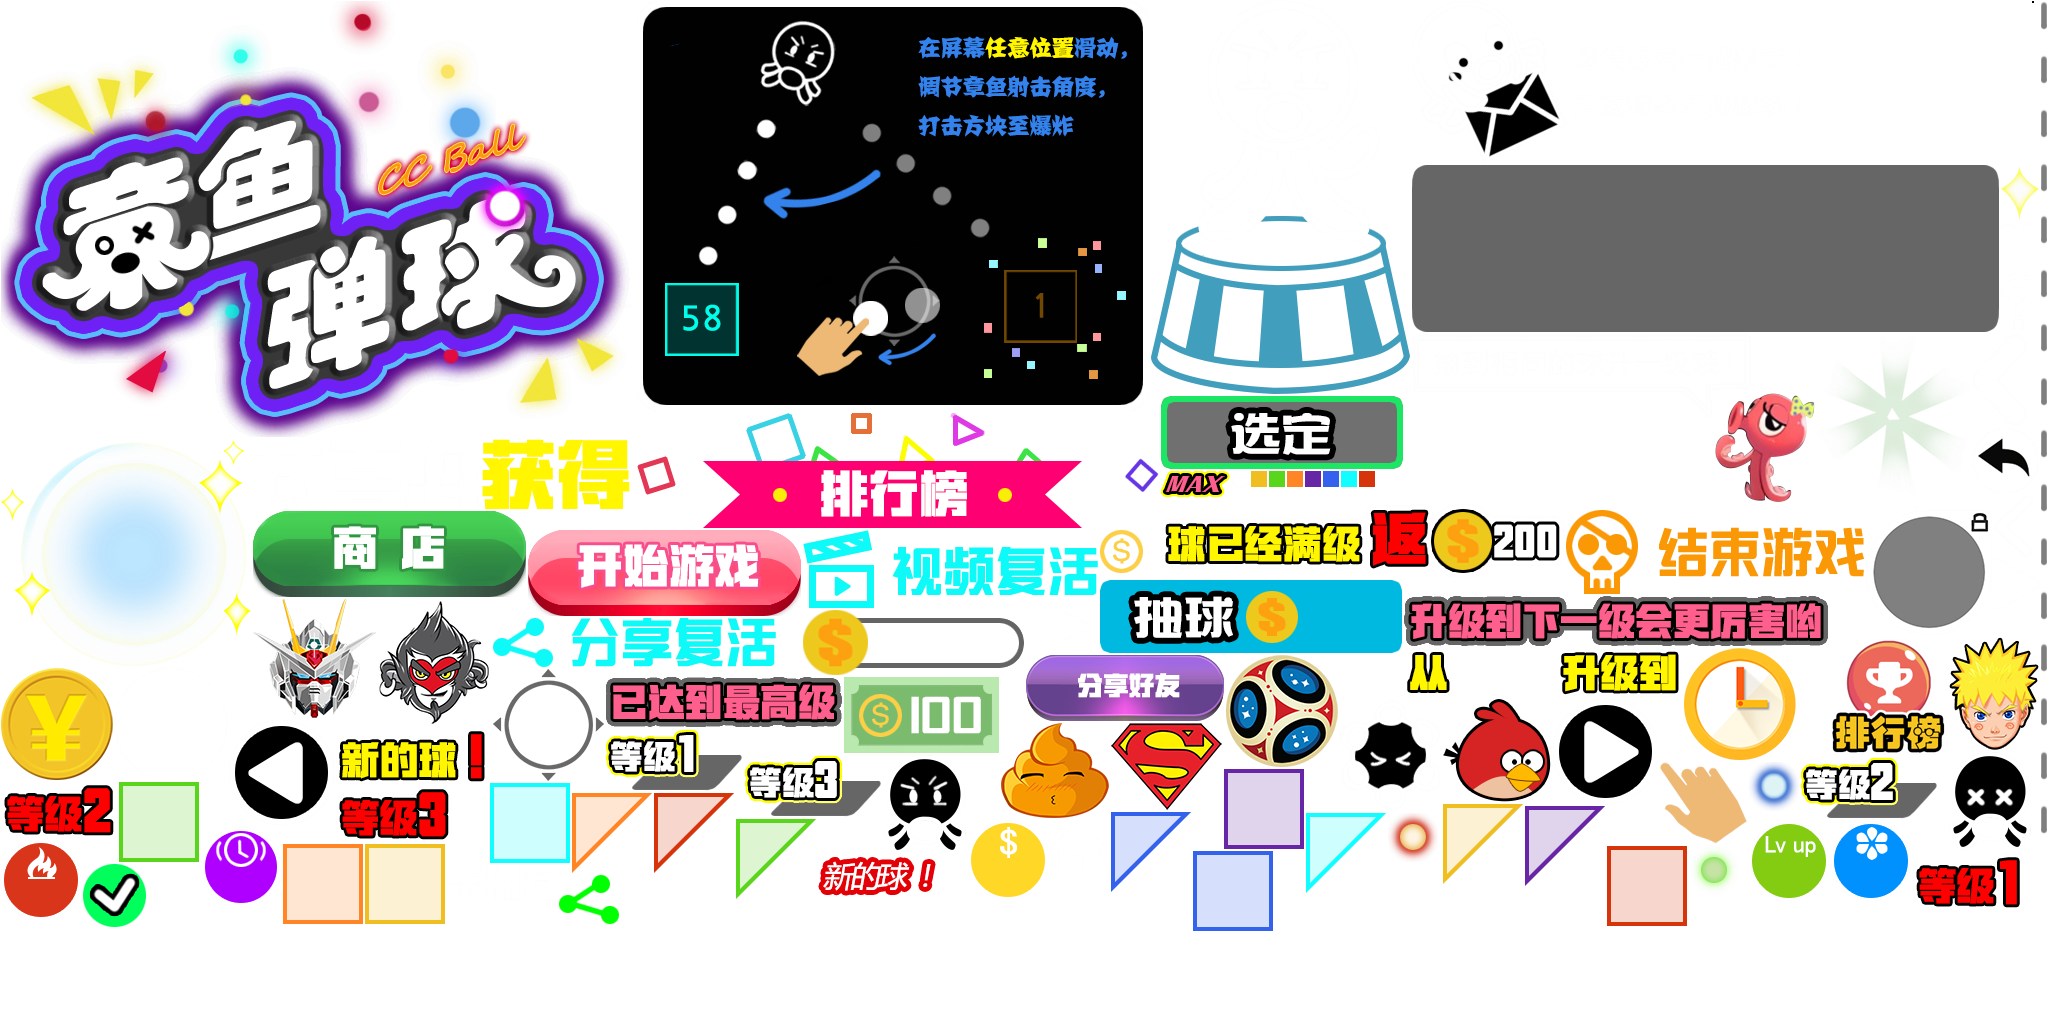 章鱼
弹球
CC Ball
在屏幕任意位置滑动，
调节章鱼射击角度，
打击方块至爆炸
58
1
选定
MAX
获得
排行榜
商 店
开始游戏
视频复活
$
球已经满级
返
$
200
结束游戏
分享复活
$
抽球
$
升级到下一级会更厉害哟
¥
已达到最高级
$100
分享好友
从
升级到
排行榜
新的球！
等级1
等级3
等级2
等级2
等级3
新的球！
$
Lv up
等级1